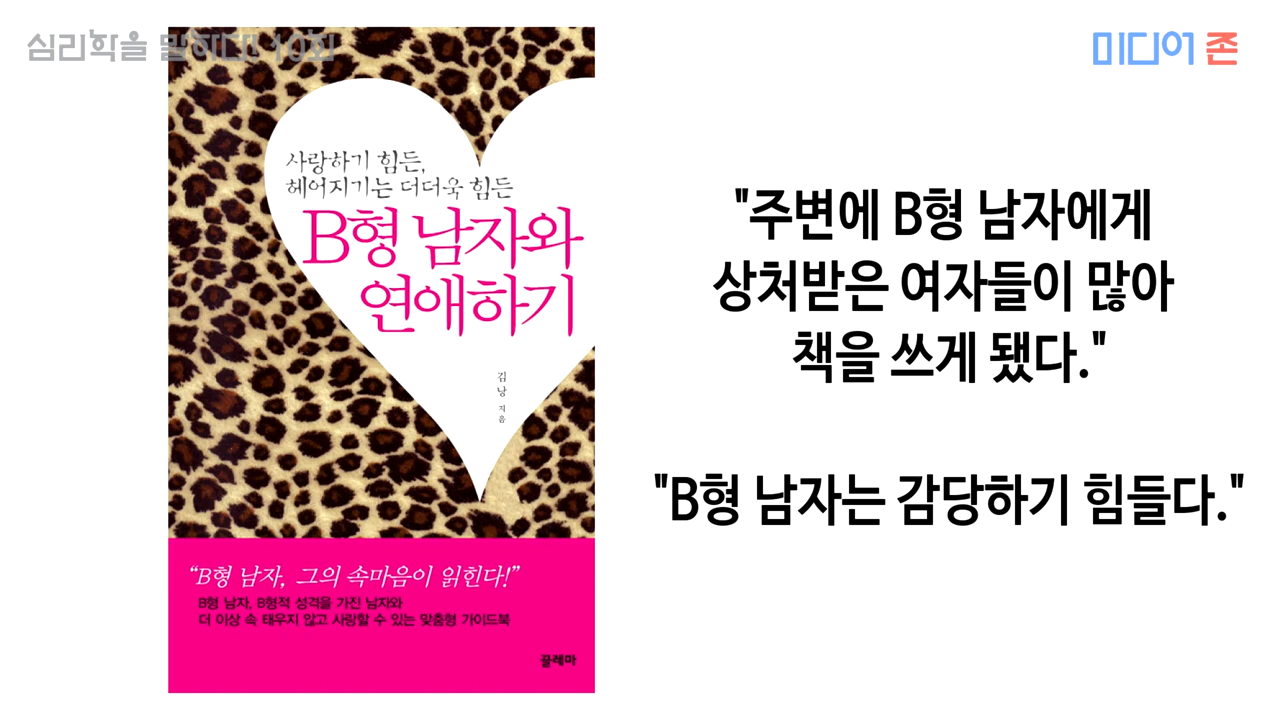 심리학을 말하다! 10회
미디어 존
사랑하기 힘든,
헤어지기는 더더욱 힘든
B형 남자와
연애하기
김낭 지음
"주변에 B형 남자에게
상처받은 여자들이 많아
책을 쓰게 됐다."
"B형 남자는 감당하기 힘들다."
“B형 남자, 그의 속마음이 읽힌다!”
B형 남자, B형적 성격을 가진 남자와
더 이상 속 태우지 않고 사랑할 수 있는 맞춤형 가이드북
끌레마